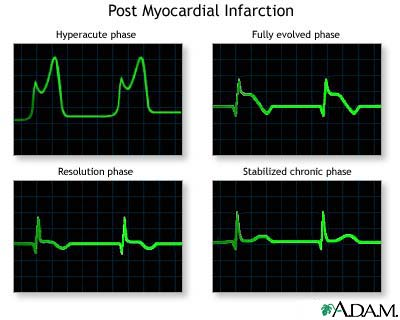 Post Myocardial Infarction
Hyperacute phase
Fully evolved phase
Resolution phase
Stabilized chronic phase
A.D.A.M.